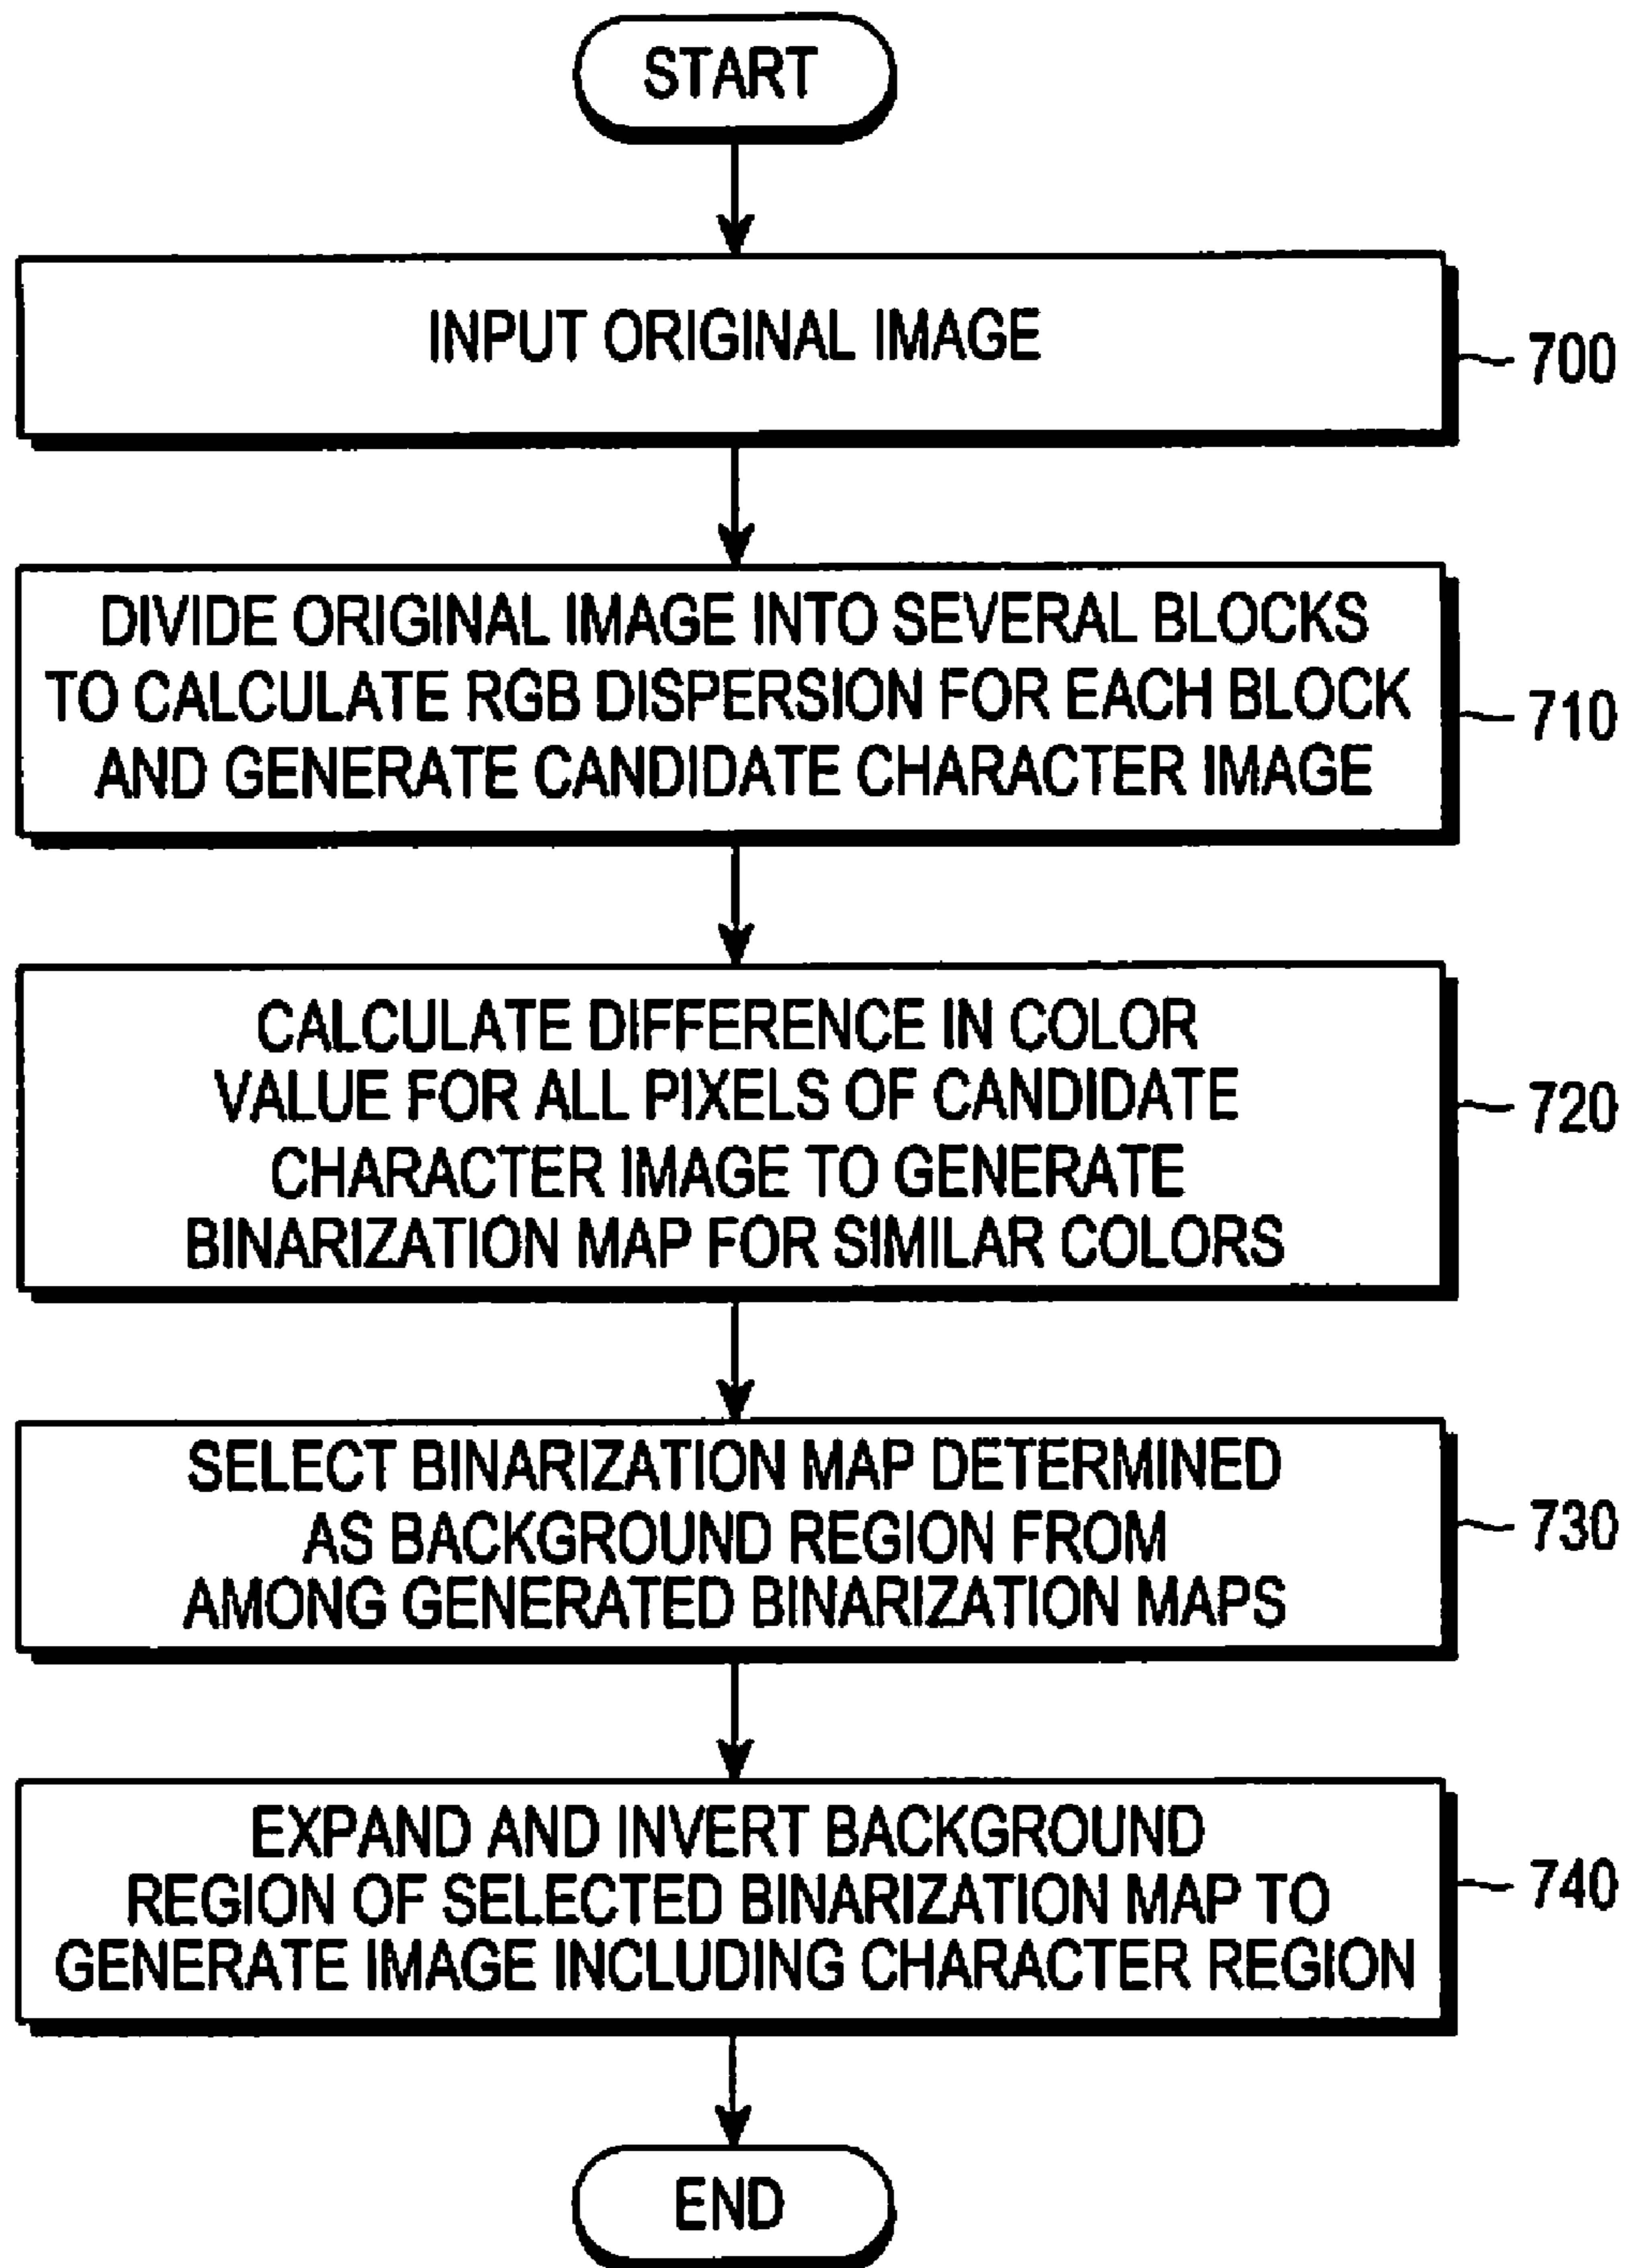 START
INPUT ORIGINAL IMAGE
700
DIVIDE ORIGINAL IMAGE INTO SEVERAL BLOCKS
TO CALCULATE RGB DISPERSION FOR EACH BLOCK
AND GENERATE CANDIDATE CHARACTER IMAGE
710
CALCULATE DIFFERENCE IN COLOR
VALUE FOR ALL PIXELS OF CANDIDATE
CHARACTER IMAGE TO GENERATE
BINARIZATION MAP FOR SIMILAR COLORS
720
SELECT BINARIZATION MAP DETERMINED
AS BACKGROUND REGION FROM
AMONG GENERATED BINARIZATION MAPS
730
EXPAND AND INVERT BACKGROUND
REGION OF SELECTED BINARIZATION MAP TO
GENERATE IMAGE INCLUDING CHARACTER REGION
740
END